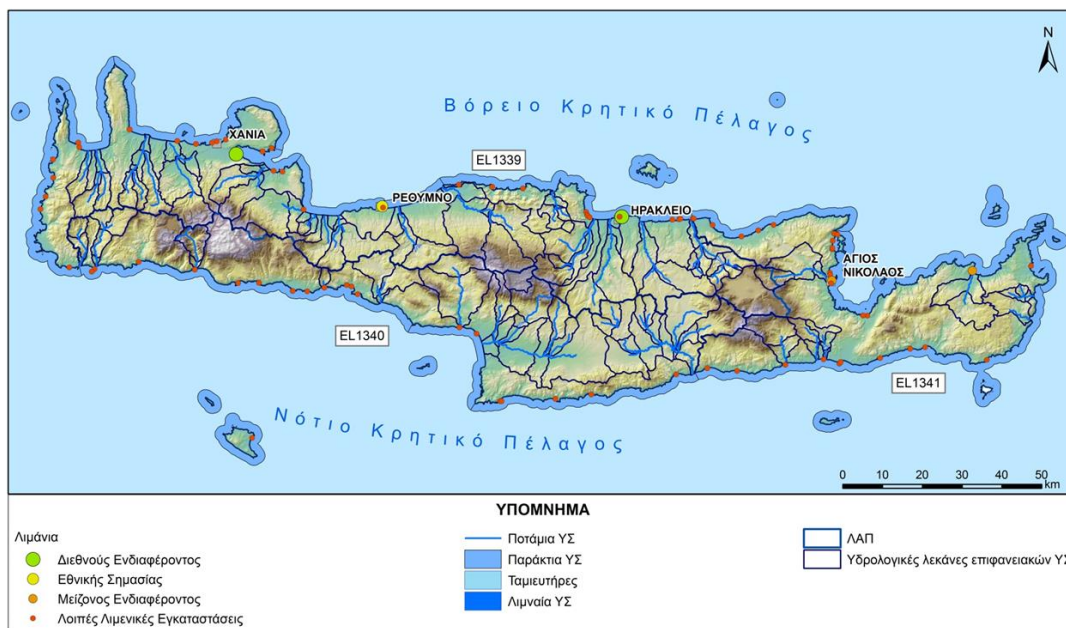 N
Βόρειο Κρητικό Πέλαγος
ΧΑΝΙΑ
EL1339
ΡΕΘΥΜΝΟ
ΗΡΑΚΛΕΙΟ
ΑΓΙΟΣ
ΝΙΚΟΛΑΟΣ
EL1340
EL1341
Νότιο Κρητικό Πέλαγος
0 10 20 30 40 50
km
ΥΠΟΜΝΗΜΑ
Λιμάνια
Διεθνούς Ενδιαφέροντος
Εθνικής Σημασίας
Μείζονος Ενδιαφέροντος
Λοιπές Λιμενικές Εγκαταστάσεις
Ποτάμια ΥΣ
Παράκτια ΥΣ
Ταμιευτήρες
Λιμναία ΥΣ
ΛΑΠ
Υδρολογικές λεκάνες επιφανειακών ΥΣ